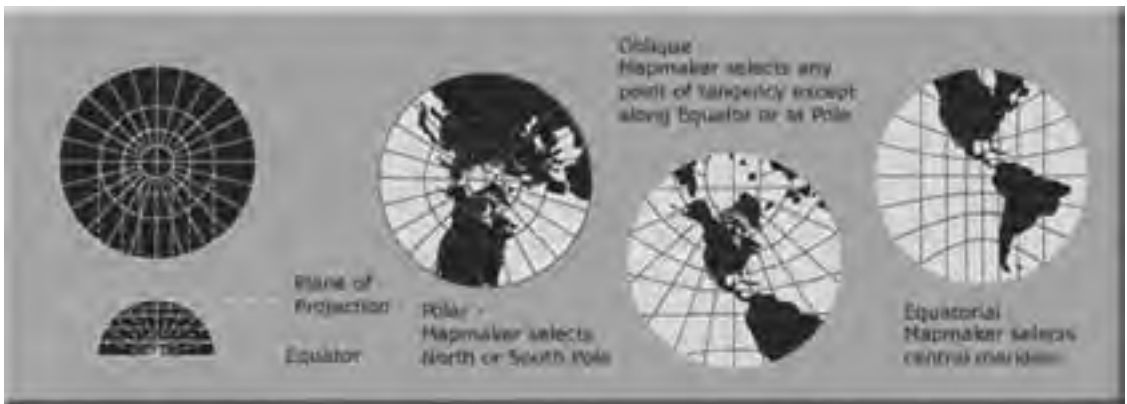 Plane of
Projection
Equator
Polar -
Mapmaker selects
North or South Pole
Oblique
Mapmaker selects any
point of tangency except
along Equator or at Pole
Equatorial
Mapmaker selects
central meridian